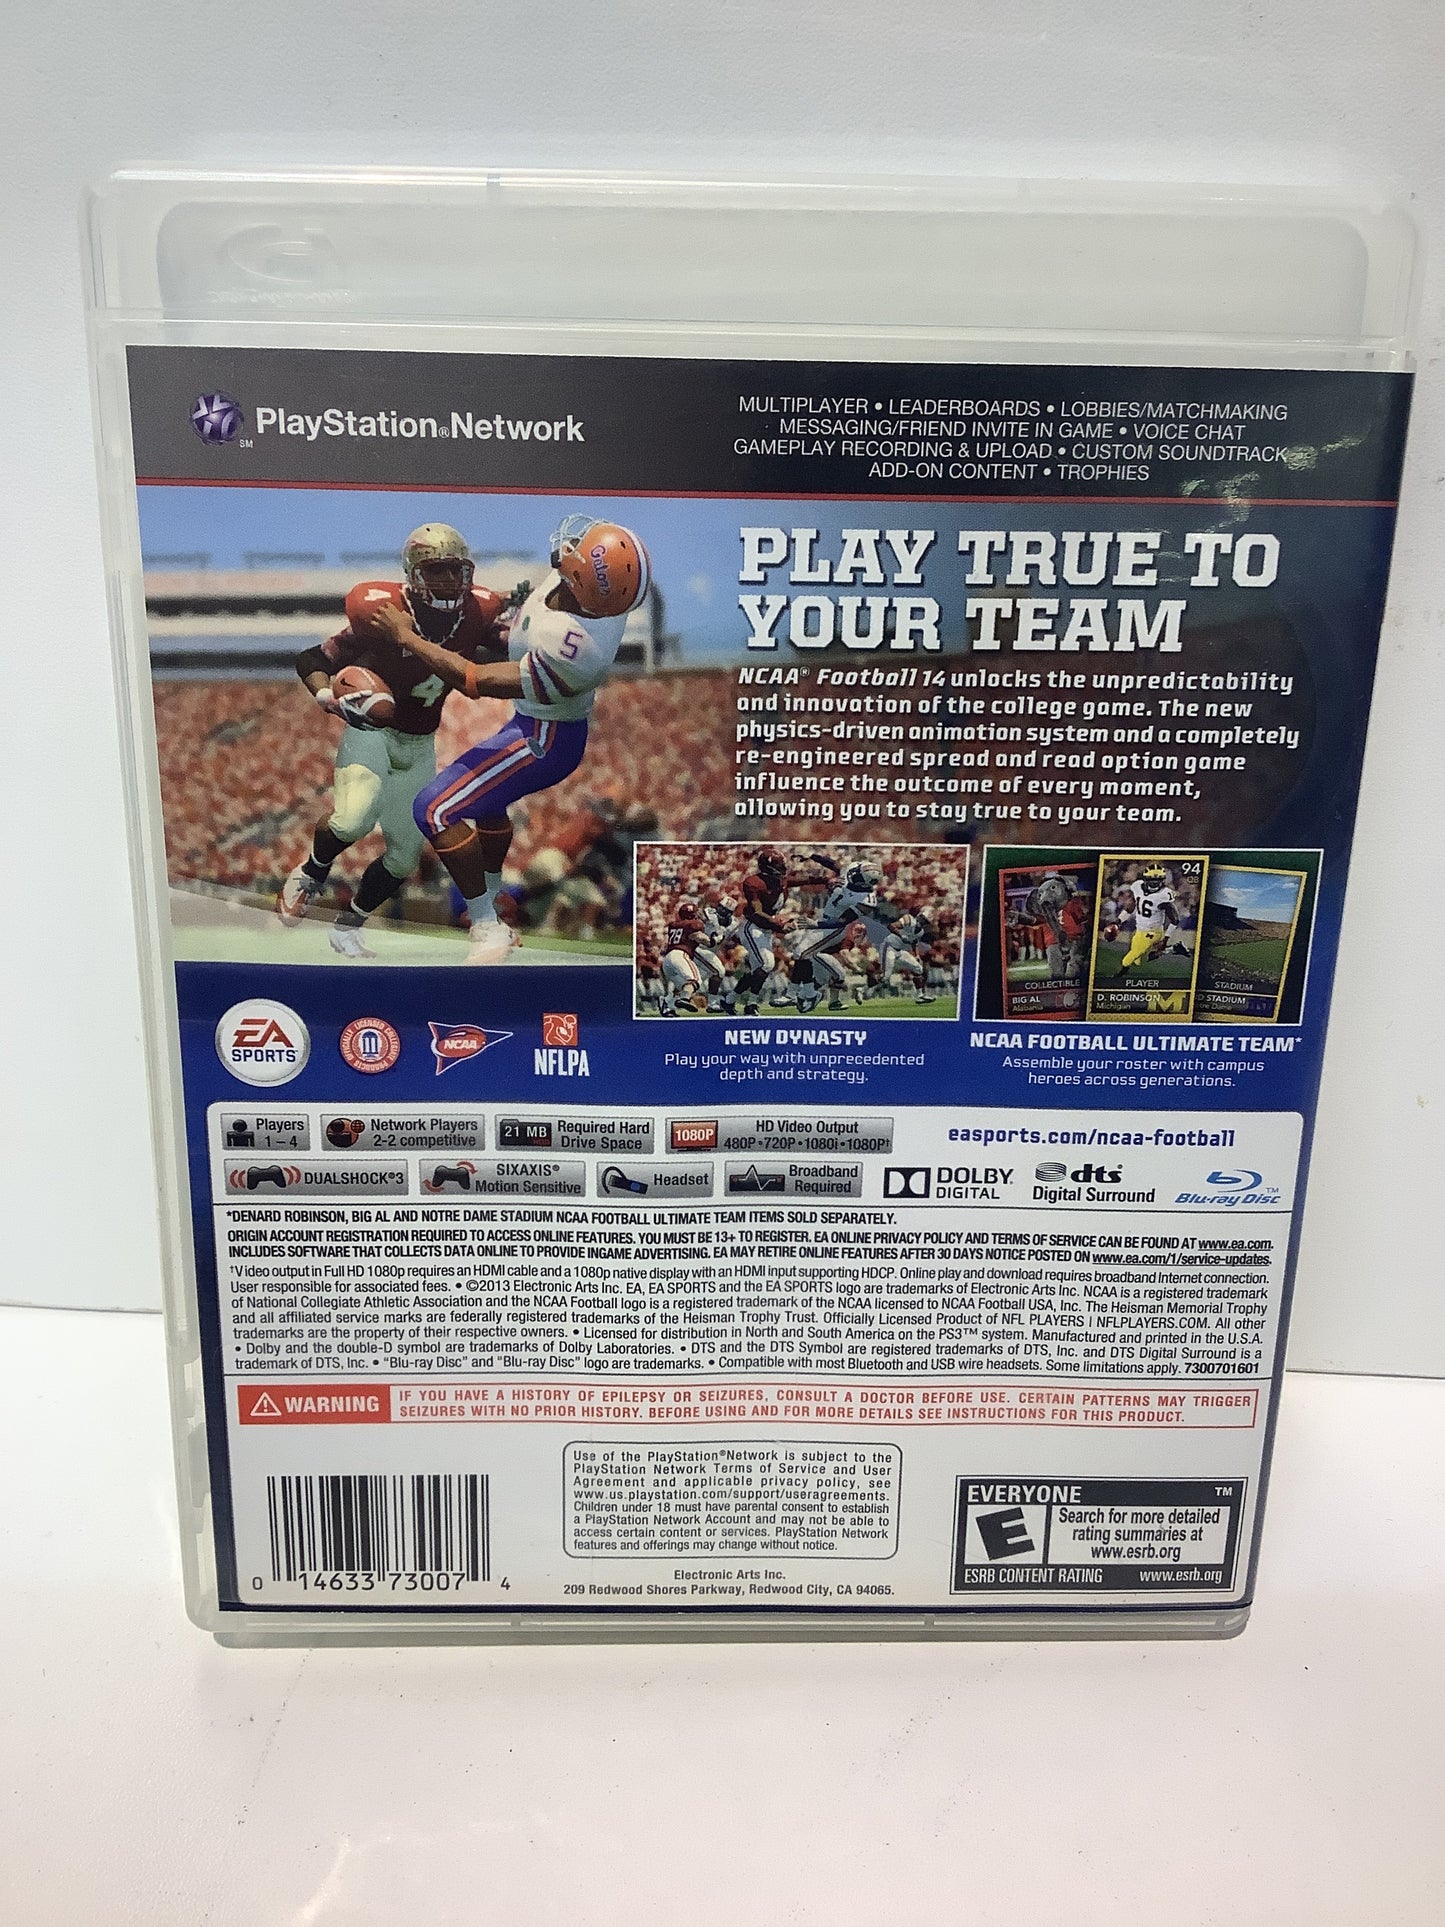 PlayStation®Network
SM
MULTIPLAYER • LEADERBOARDS • LOBBIES/MATCHMAKING
MESSAGING/FRIEND INVITE IN GAME • VOICE CHAT
GAMEPLAY RECORDING & UPLOAD • CUSTOM SOUNDTRACK
ADD-ON CONTENT • TROPHIES
PLAY TRUE TO
YOUR TEAM
NCAA® Football 14 unlocks the unpredictability
and innovation of the college game. The new
physics-driven animation system and a completely
re-engineered spread and read option game
influence the outcome of every moment,
allowing you to stay true to your team.
4
4
5
Gators
78
94
QB
16
COLLECTIBLE
BIG AL
Alabama
PLAYER
D. ROBINSON
Michigan
M
STADIUM
D STADIUM
EA
SPORTS™
OFFICIALLY LICENSED COLLEGIATE PRODUCTS
NCAA
NFLPA
NEW DYNASTY
Play your way with unprecedented
depth and strategy.
NCAA FOOTBALL ULTIMATE TEAM*
Assemble your roster with campus
heroes across generations.
Players
1 – 4
Network Players
2-2 competitive
21 MB
Required Hard
Drive Space
1080P
HD Video Output
480P•720P•1080i•1080P†
easports.com/ncaa-football
DUALSHOCK®3
SIXAXIS®
Motion Sensitive
Headset
Broadband
Required
DOLBY
DIGITAL
dts
Digital Surround
Blu-ray Disc™
*DENARD ROBINSON, BIG AL AND NOTRE DAME STADIUM NCAA FOOTBALL ULTIMATE TEAM ITEMS SOLD SEPARATELY.
ORIGIN ACCOUNT REGISTRATION REQUIRED TO ACCESS ONLINE FEATURES. YOU MUST BE 13+ TO REGISTER. EA ONLINE PRIVACY POLICY AND TERMS OF SERVICE CAN BE FOUND AT www.ea.com.
INCLUDES SOFTWARE THAT COLLECTS DATA ONLINE TO PROVIDE INGAME ADVERTISING. EA MAY RETIRE ONLINE FEATURES AFTER 30 DAYS NOTICE POSTED ON www.ea.com/1/service-updates.
†Video output in Full HD 1080p requires an HDMI cable and a 1080p native display with an HDMI input supporting HDCP. Online play and download requires broadband Internet connection.
User responsible for associated fees. • ©2013 Electronic Arts Inc. EA, EA SPORTS and the EA SPORTS logo are trademarks of Electronic Arts Inc. NCAA is a registered trademark
of National Collegiate Athletic Association and the NCAA Football logo is a registered trademark of the NCAA licensed to NCAA Football USA, Inc. The Heisman Memorial Trophy
and all affiliated service marks are federally registered trademarks of the Heisman Trophy Trust. Officially Licensed Product of NFL PLAYERS | NFLPLAYERS.COM. All other
trademarks are the property of their respective owners. • Licensed for distribution in North and South America on the PS3™ system. Manufactured and printed in the U.S.A.
• Dolby and the double-D symbol are trademarks of Dolby Laboratories. • DTS and the DTS Symbol are registered trademarks of DTS, Inc. and DTS Digital Surround is a
trademark of DTS, Inc. • "Blu-ray Disc" and "Blu-ray Disc" logo are trademarks. • Compatible with most Bluetooth and USB wire headsets. Some limitations apply. 7300701601
WARNING
IF YOU HAVE A HISTORY OF EPILEPSY OR SEIZURES, CONSULT A DOCTOR BEFORE USE. CERTAIN PATTERNS MAY TRIGGER
SEIZURES WITH NO PRIOR HISTORY. BEFORE USING AND FOR MORE DETAILS SEE INSTRUCTIONS FOR THIS PRODUCT.
0 14633 73007 4
Use of the PlayStation®Network is subject to the
PlayStation Network Terms of Service and User
Agreement and applicable privacy policy, see
www.us.playstation.com/support/useragreements.
Children under 18 must have parental consent to establish
a PlayStation Network Account and may not be able to
access certain content or services. PlayStation Network
features and offerings may change without notice.
Electronic Arts Inc.
209 Redwood Shores Parkway, Redwood City, CA 94065.
EVERYONE
TM
E
Search for more detailed
rating summaries at
www.esrb.org
ESRB CONTENT RATING www.esrb.org